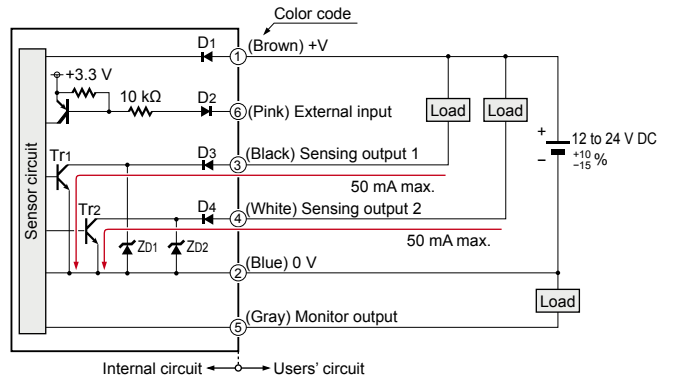 Color code
D1
① (Brown) +V
+3.3 V
10 kΩ
D2
⑥ (Pink) External input
Load
Load
+
−
12 to 24 V DC
+10
−15 %
Sensor circuit
Tr1
D3
③ (Black) Sensing output 1
50 mA max.
Tr2
D4
④ (White) Sensing output 2
50 mA max.
ZD1
ZD2
② (Blue) 0 V
Load
⑤ (Gray) Monitor output
Internal circuit
Users' circuit